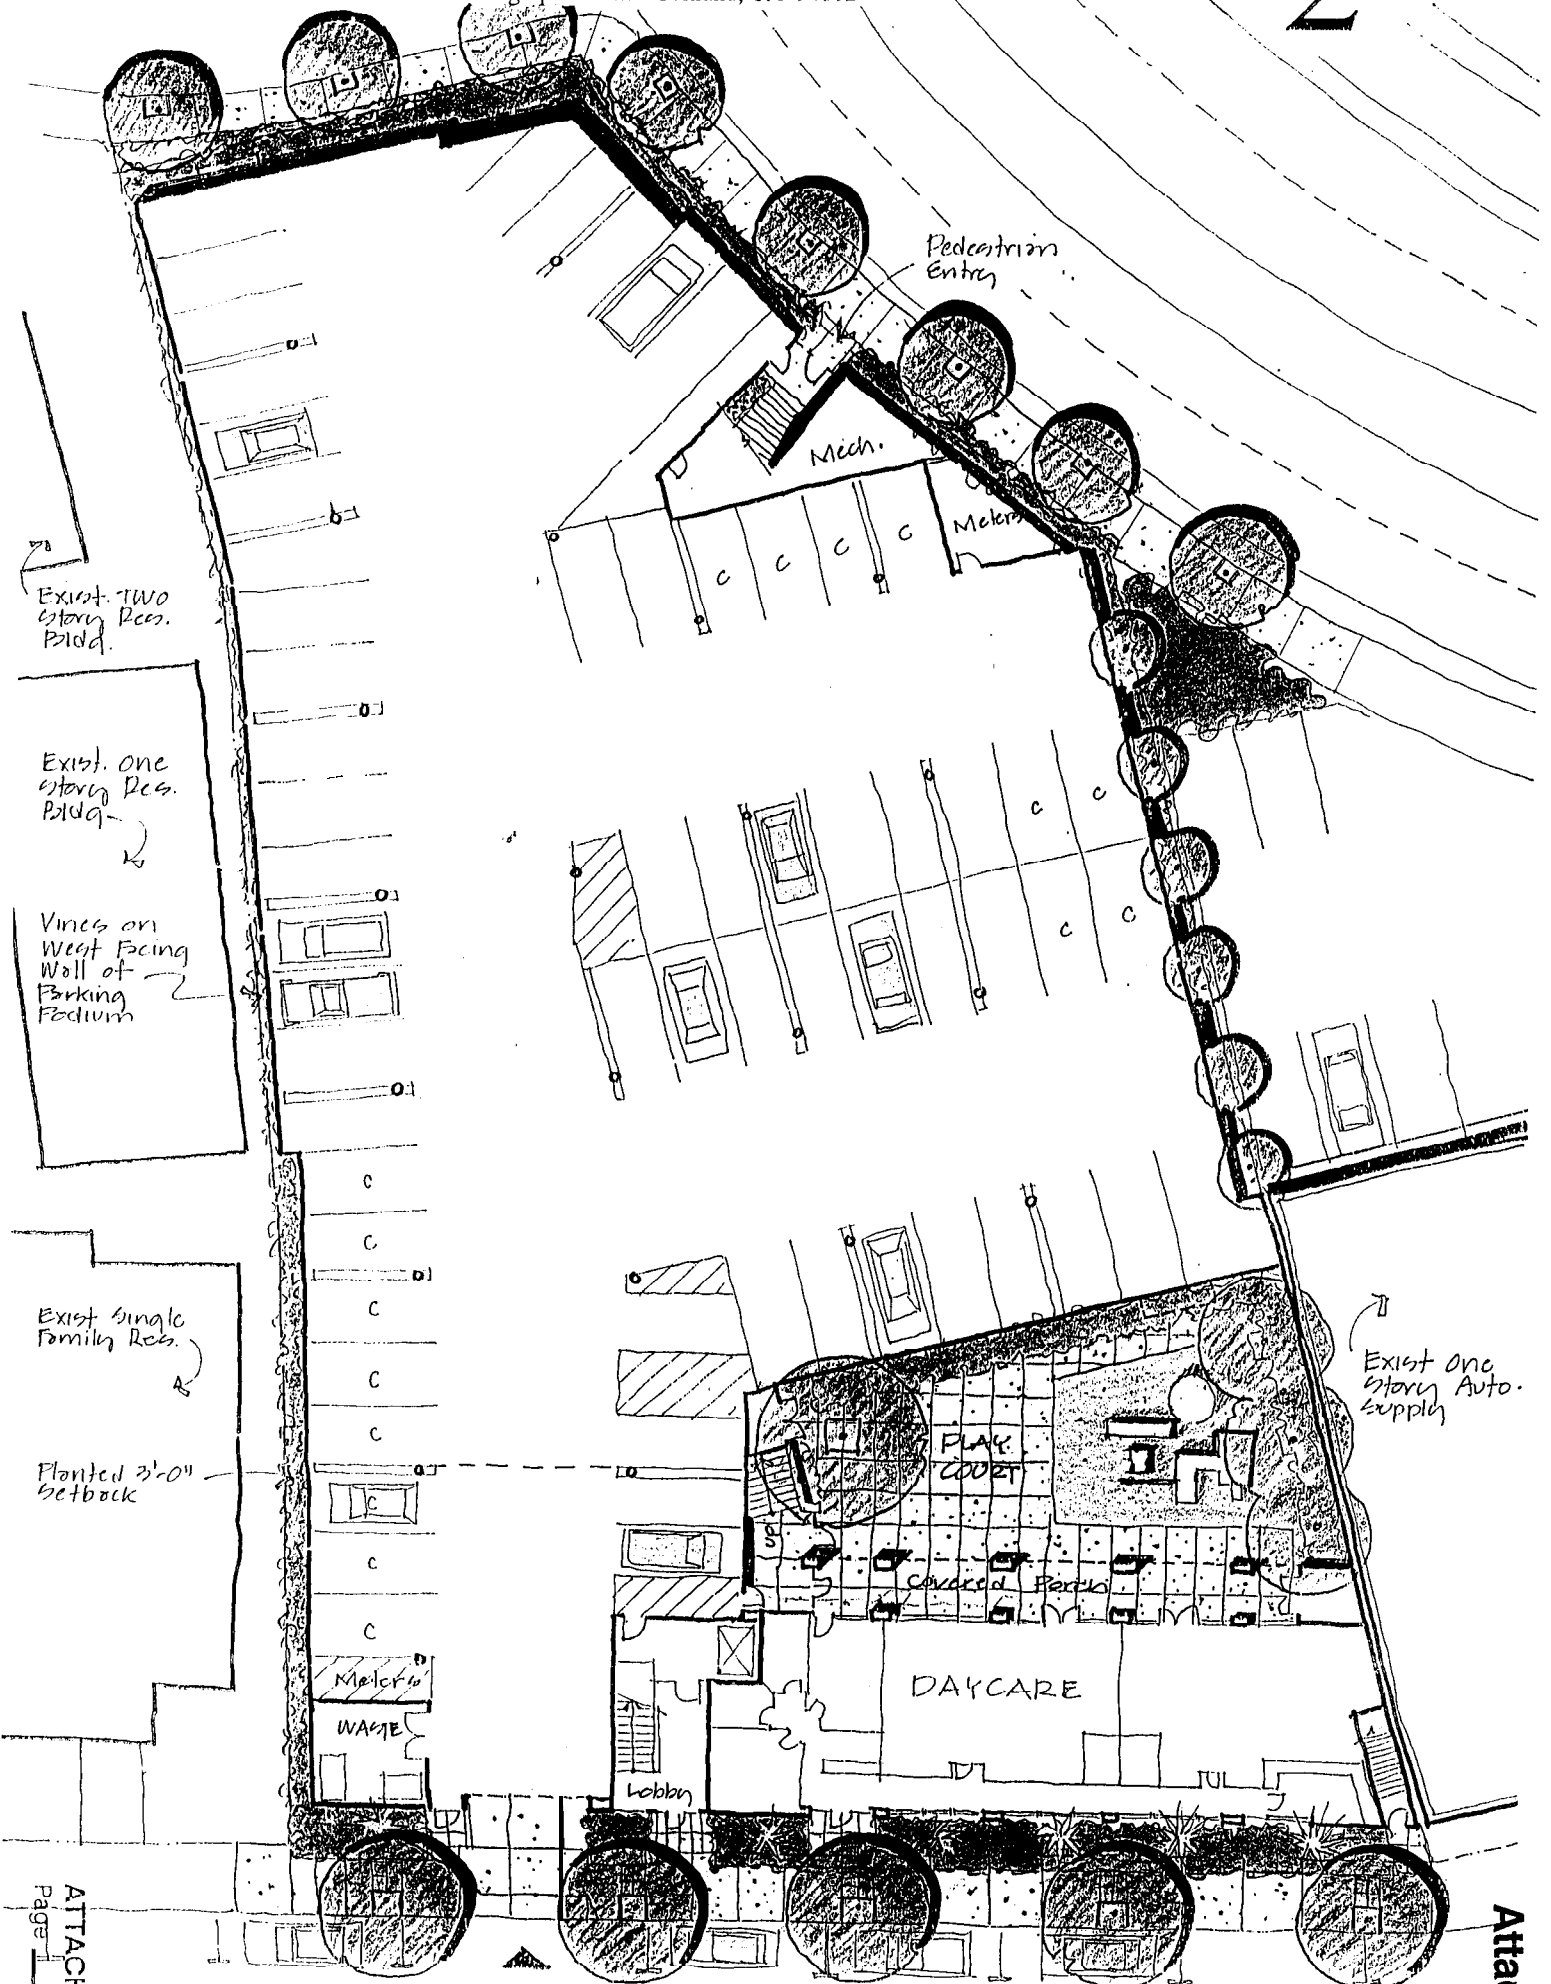 2
Pedestrian
Entry
Mech.
Meters
C
C
C
C
Exist. Two
Story Res.
Bldg.
Exist. One
Story Res.
Bldg.
C
C
C
C
Vines on
West Facing
Wall of
Parking
Podium
C
C
C
C
C
C
C
C
Exist Single
Family Res.
Planted 3'-0"
Setback
Exist One
Story Auto.
Supply
PLAY
COURT
UP
Covered Porch
DAYCARE
Meters
WASTE
Lobby
ATTACH
Page
Atta